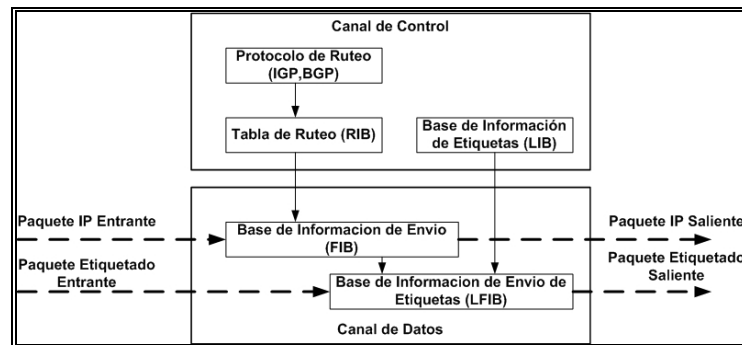 Canal de Control
Protocolo de Ruteo
(IGP,BGP)
Tabla de Ruteo (RIB)
Base de Información
de Etiquetas (LIB)
Paquete IP Entrante
Base de Informacion de Envio
(FIB)
Paquete IP Saliente
Paquete Etiquetado
Entrante
Base de Informacion de Envio de
Etiquetas (LFIB)
Paquete Etiquetado
Saliente
Canal de Datos